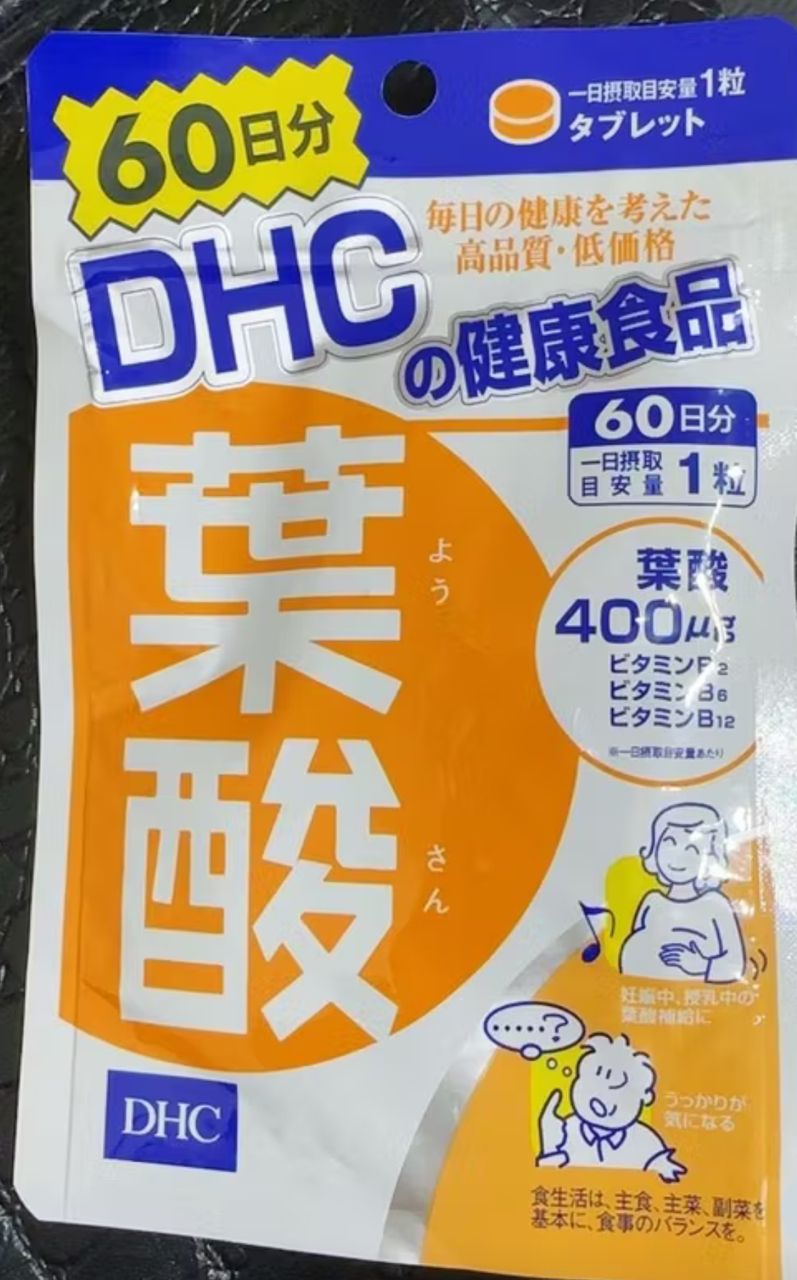 60日分
一日摂取目安量1粒
タブレット
毎日の健康を考えた
高品質・低価格
DHC
の健康食品
60日分
一日摂取
目安量 1粒
葉酸
よう
さん
葉酸
400μg
ビタミンB2
ビタミンB6
ビタミンB12
※一日摂取目安量あたり
妊娠中、授乳中の
葉酸補給に
......?
うっかりが
気になる
DHC
食生活は、主食、主菜、副菜を
基本に、食事のバランスを。